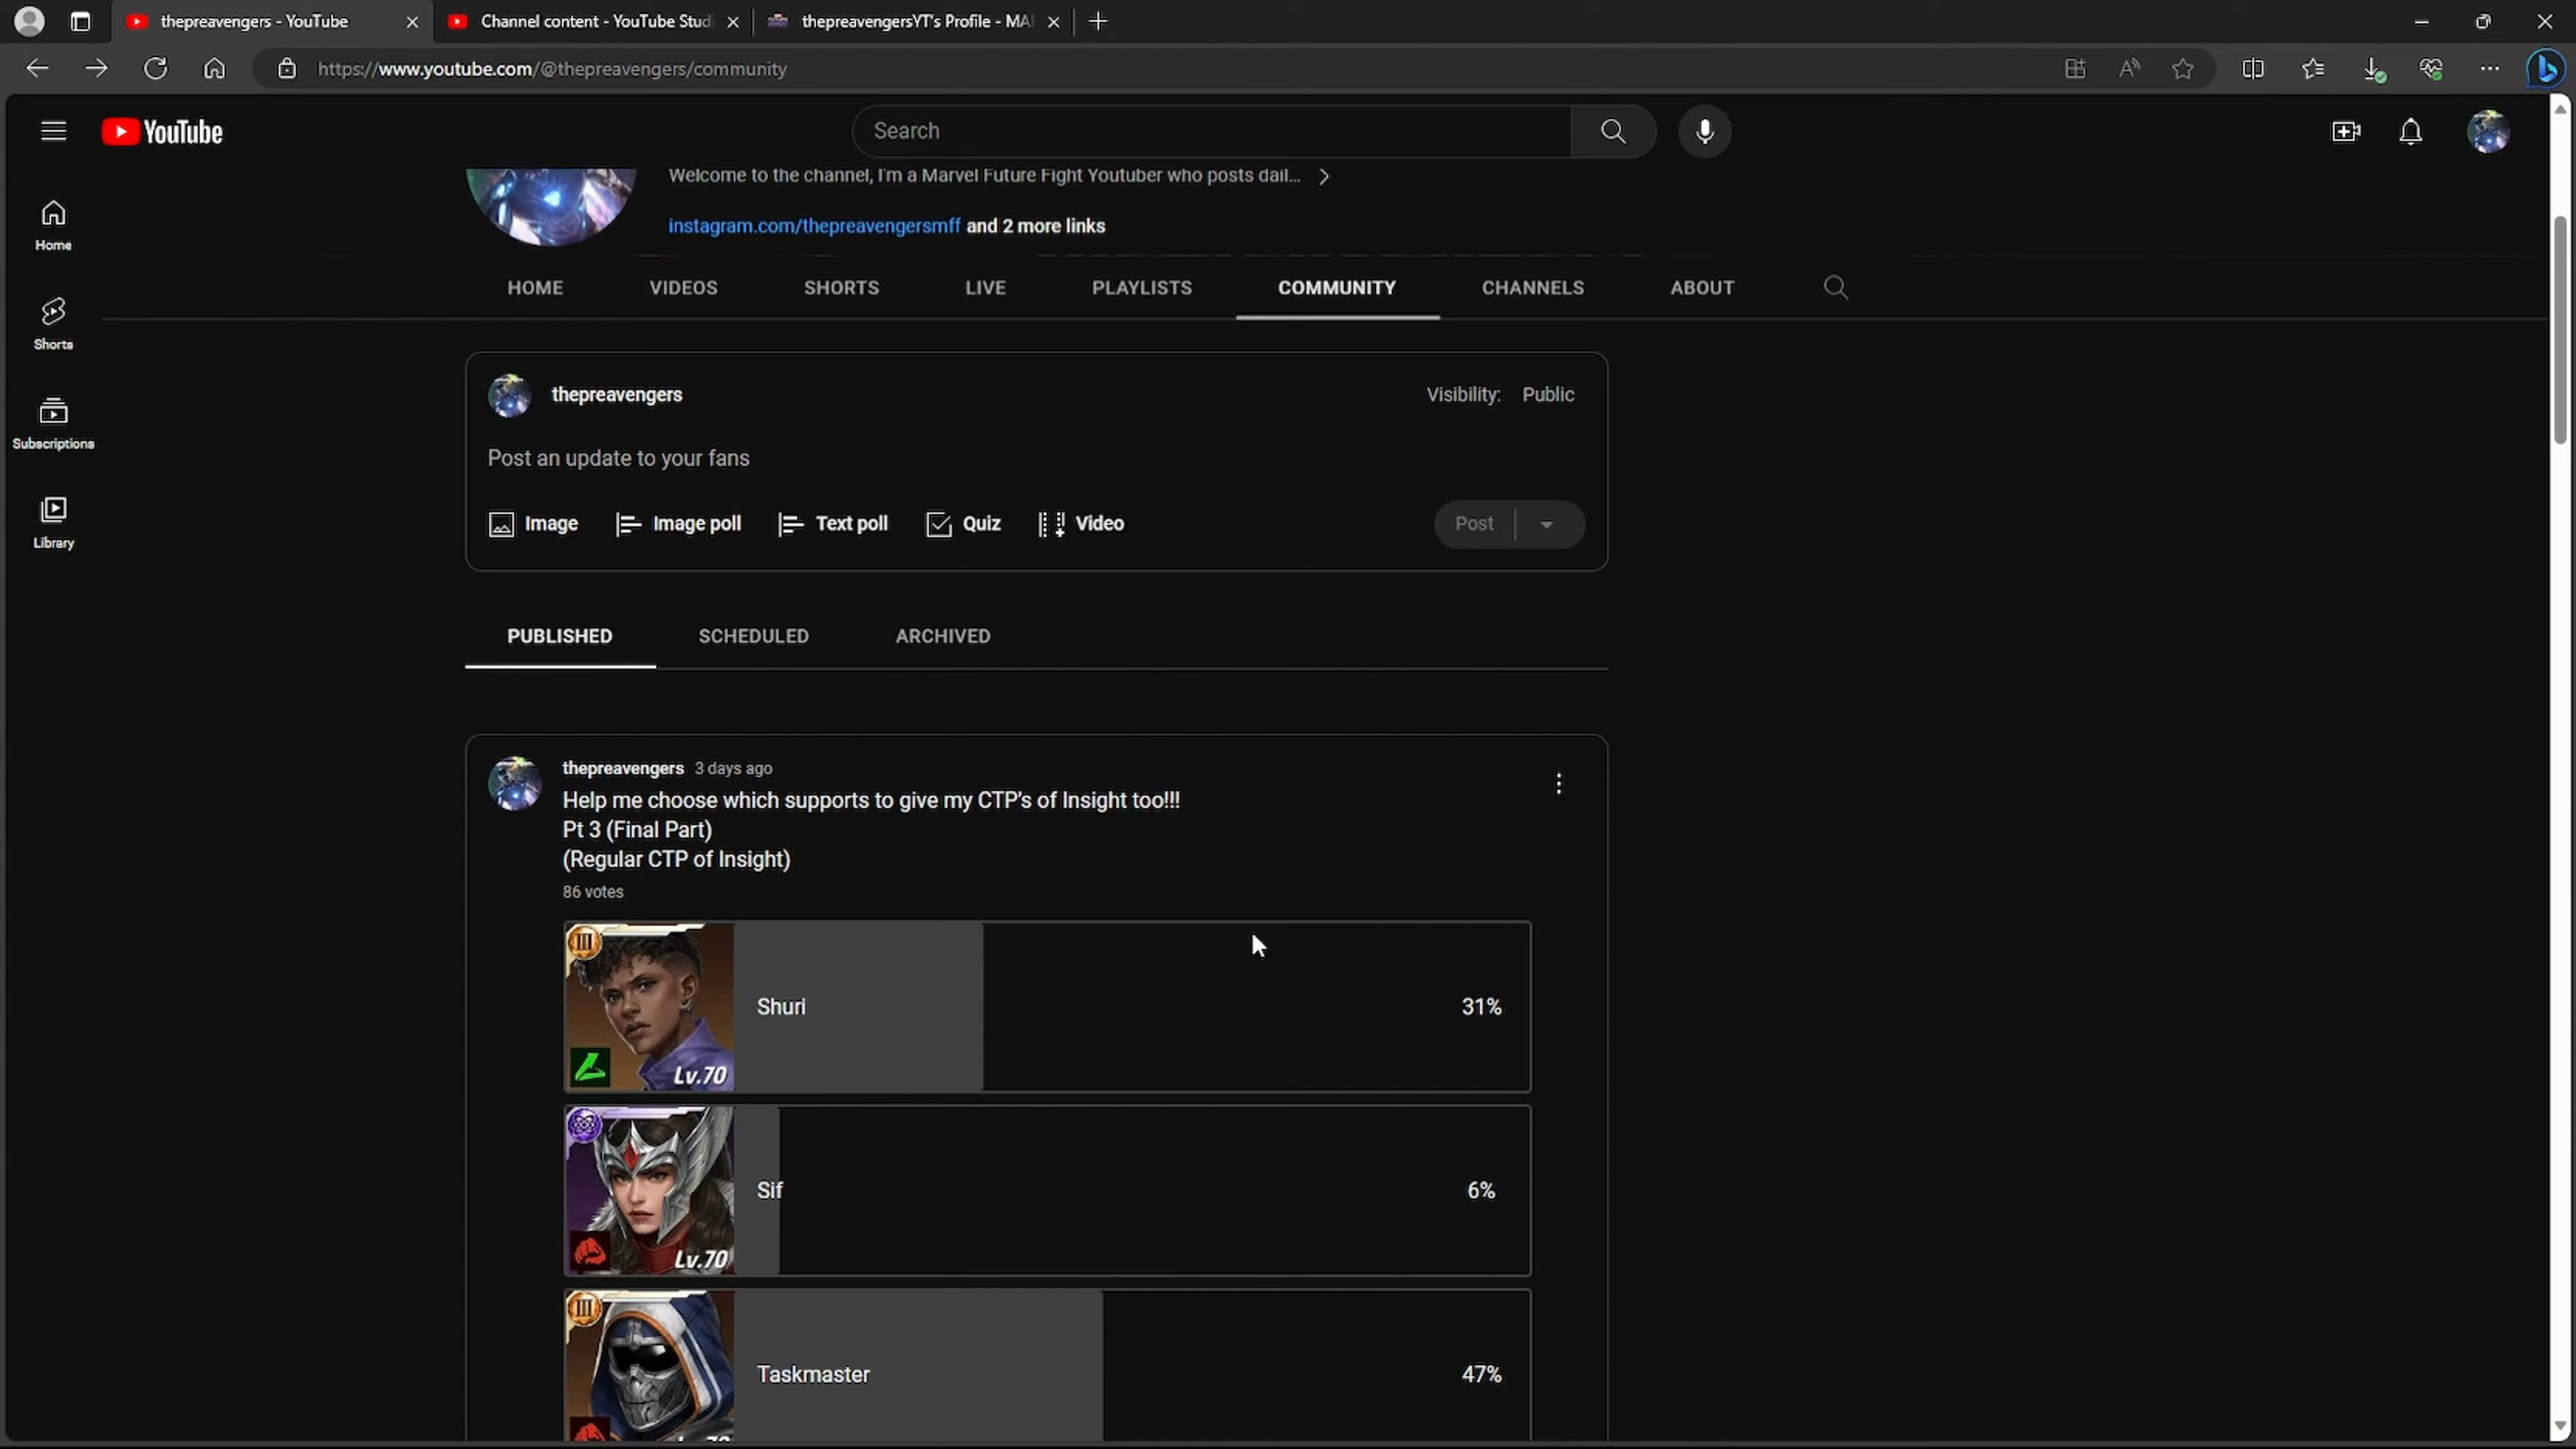 thepreavengers - YouTube
Channel content - YouTube Stud
thepreavengersYT's Profile - MA
https://www.youtube.com/@thepreavengers/community
YouTube
Search
Welcome to the channel, I'm a Marvel Future Fight Youtuber who posts dail...
instagram.com/thepreavengersmff and 2 more links
Home
Shorts
Subscriptions
Library
HOME VIDEOS SHORTS LIVE PLAYLISTS COMMUNITY CHANNELS ABOUT
thepreavengers
Visibility: Public
Post an update to your fans
Image Image poll Text poll Quiz Video Post
PUBLISHED SCHEDULED ARCHIVED
thepreavengers 3 days ago
Help me choose which supports to give my CTP's of Insight too!!!
Pt 3 (Final Part)
(Regular CTP of Insight)
86 votes
III
Lv.70
Shuri 31%
Lv.70
Sif 6%
III
Taskmaster 47%